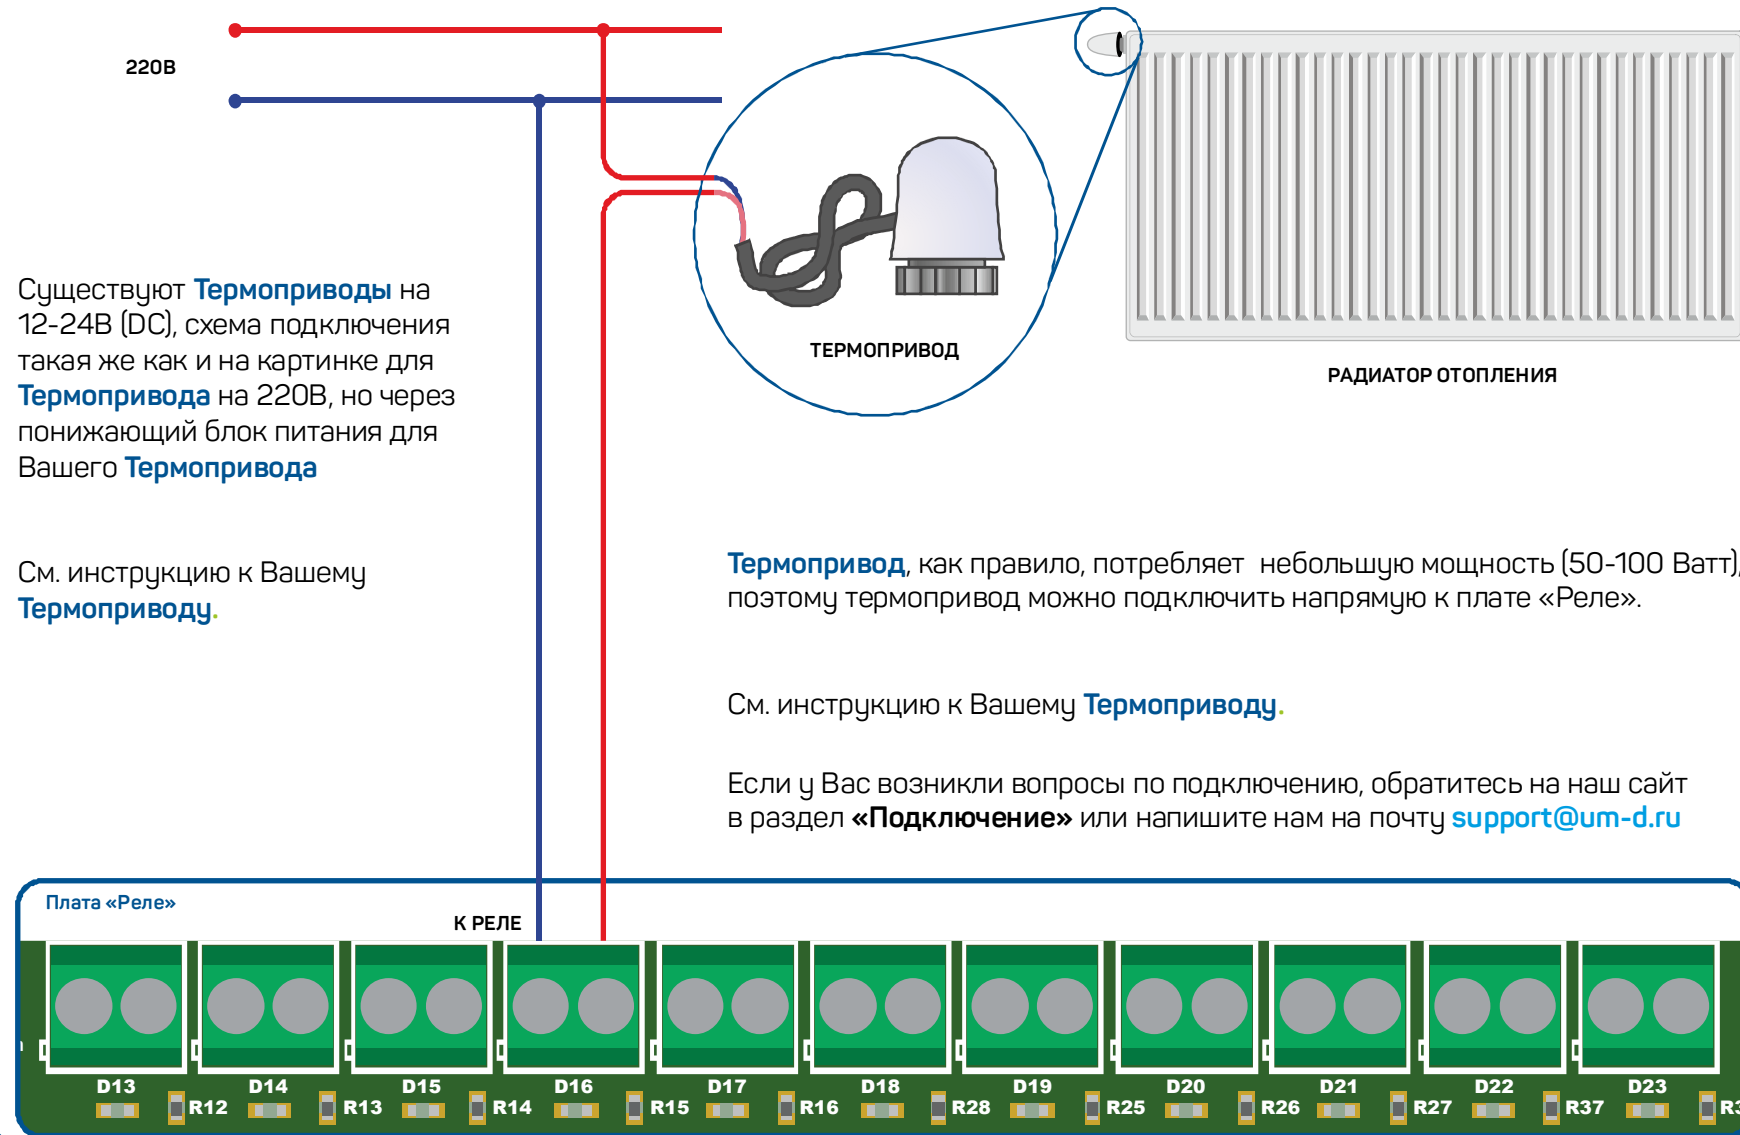 220В
Существуют Термоприводы на
12-24В (DC), схема подключения
такая же как и на картинке для
Термопривода на 220В, но через
понижающий блок питания для
Вашего Термопривода
См. инструкцию к Вашему
Термоприводу.
ТЕРМОПРИВОД
РАДИАТОР ОТОПЛЕНИЯ
Термопривод, как правило, потребляет небольшую мощность (50-100 Ватт),
поэтому термопривод можно подключить напрямую к плате «Реле».
См. инструкцию к Вашему Термоприводу.
Если у Вас возникли вопросы по подключению, обратитесь на наш сайт
в раздел «Подключение» или напишите нам на почту support@um-d.ru
Плата «Реле»
К РЕЛЕ
D13 D14 D15 D16 D17 D18 D19 D20 D21 D22 D23
R12 R13 R14 R15 R16 R28 R25 R26 R27 R37